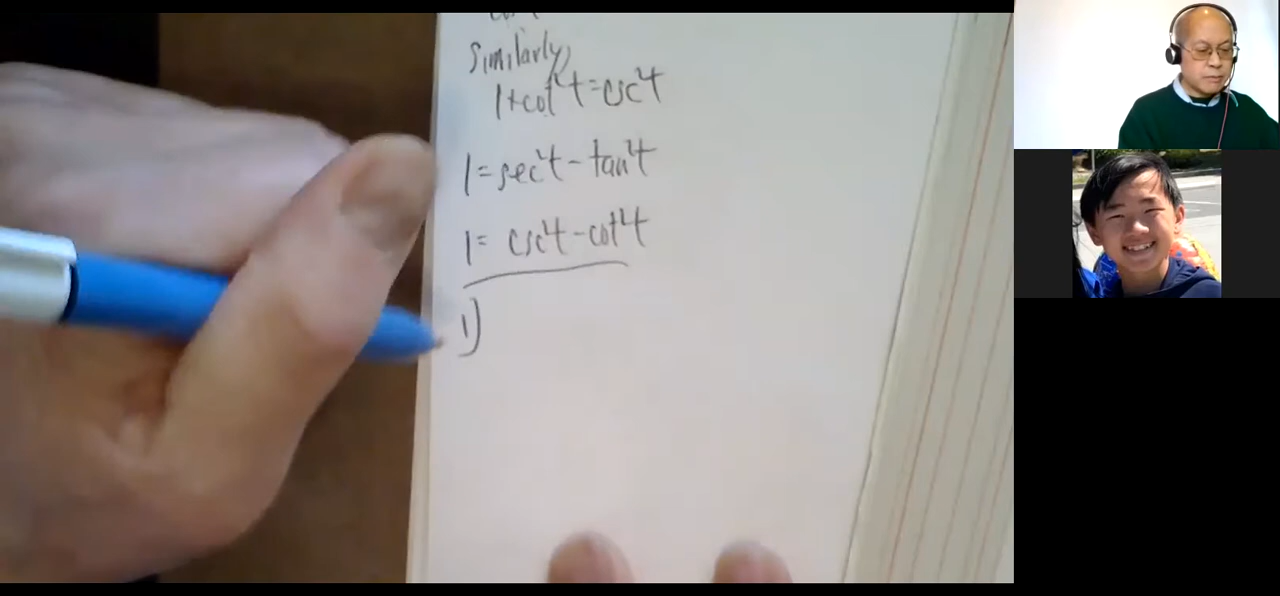 Similarly,
1+cot²t=csc²t
1=sec²t-tan²t
1= csc²t-cot²t
1)